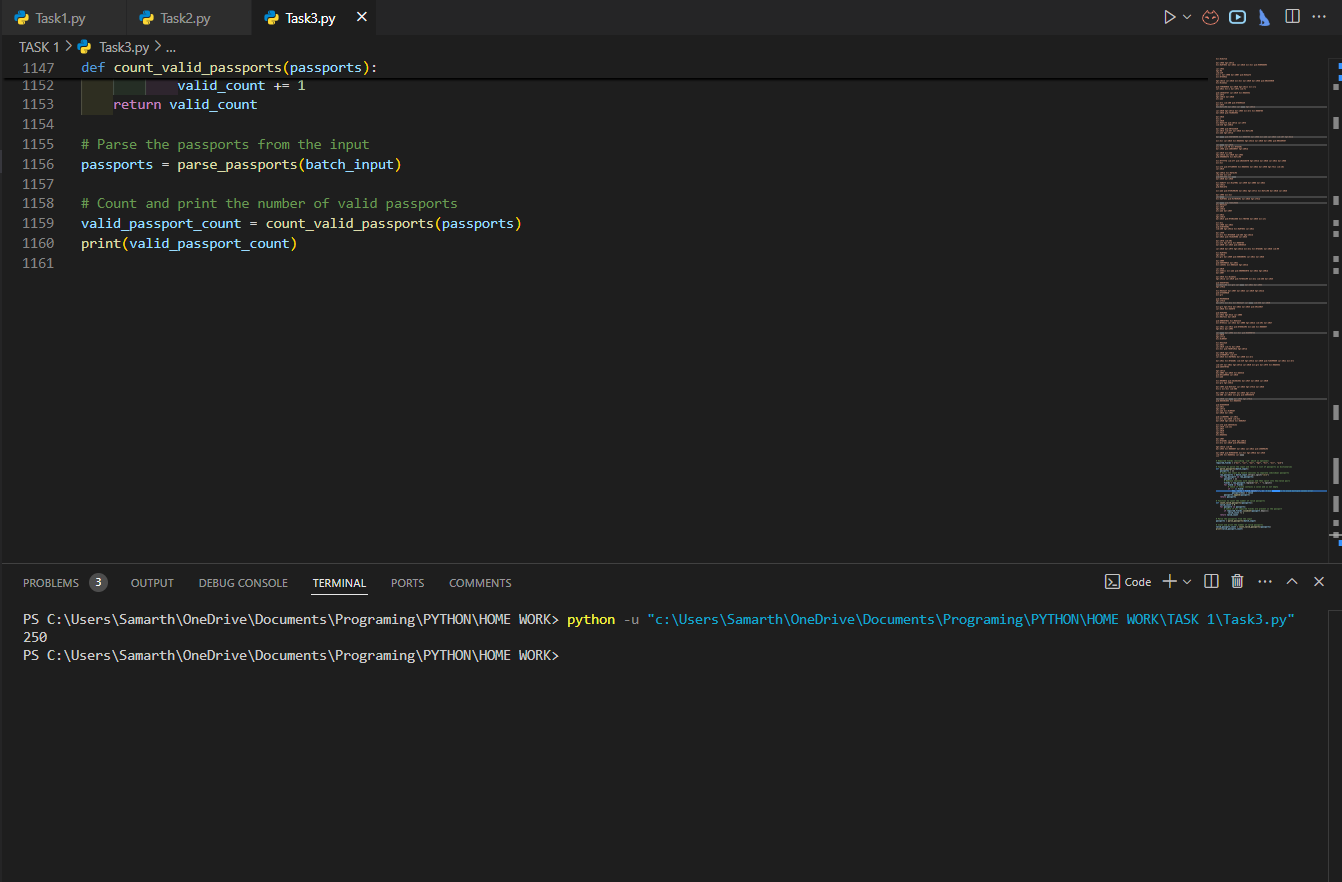 Task1.py
Task2.py
Task3.py
TASK 1 > Task3.py > ...
1147 def count_valid_passports(passports):
1152 valid_count += 1
1153 return valid_count
1154
1155 # Parse the passports from the input
1156 passports = parse_passports(batch_input)
1157
1158 # Count and print the number of valid passports
1159 valid_passport_count = count_valid_passports(passports)
1160 print(valid_passport_count)
1161
PROBLEMS 3 OUTPUT DEBUG CONSOLE TERMINAL PORTS COMMENTS
Code
PS C:\Users\Samarth\OneDrive\Documents\Programing\PYTHON\HOME WORK> python -u "c:\Users\Samarth\OneDrive\Documents\Programing\PYTHON\HOME WORK\TASK 1\Task3.py"
250
PS C:\Users\Samarth\OneDrive\Documents\Programing\PYTHON\HOME WORK>